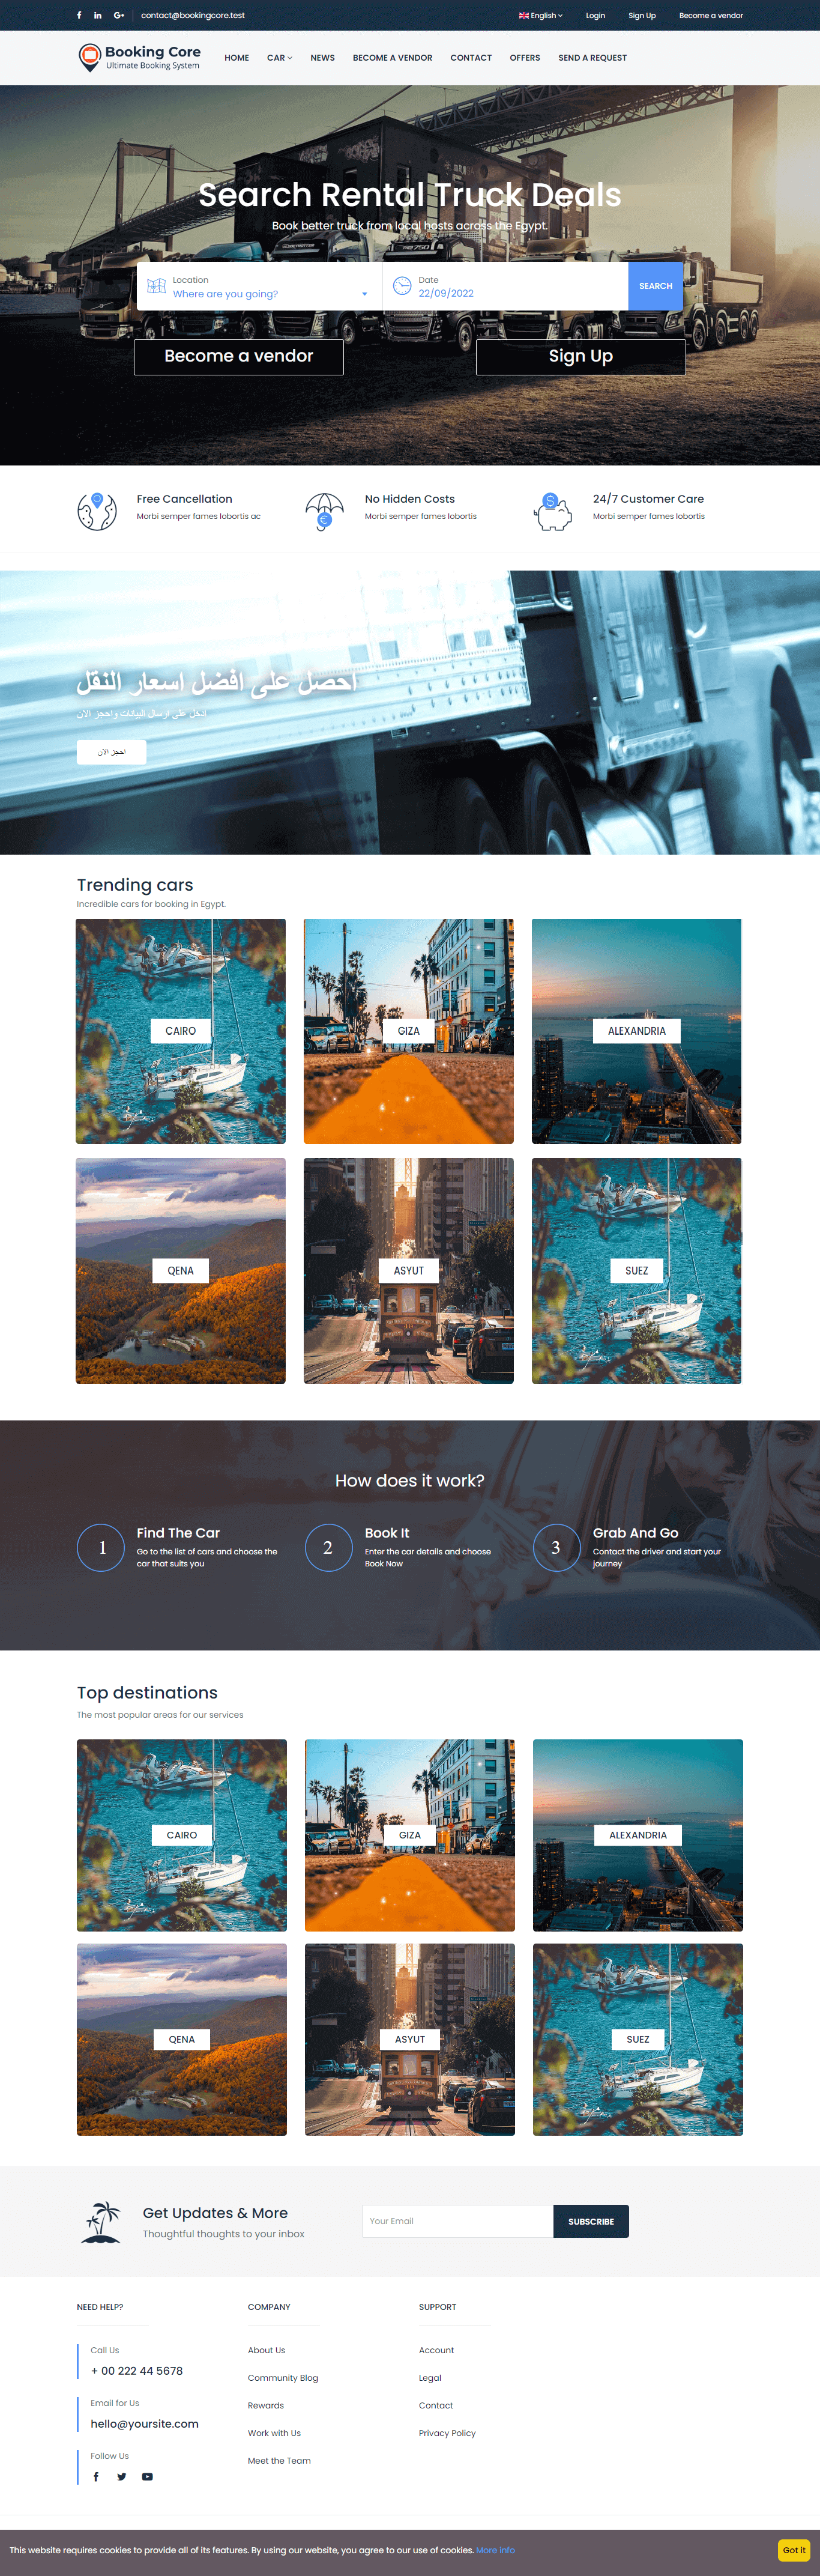 contact@bookingcore.test
English
Login
Sign Up
Become a vendor
Booking Core
Ultimate Booking System
HOME
CAR
NEWS
BECOME A VENDOR
CONTACT
OFFERS
SEND A REQUEST
Search Rental Truck Deals
Book better truck from local hosts across the Egypt.
Location
Where are you going?
Date
22/09/2022
SEARCH
Become a vendor
Sign Up
Free Cancellation
Morbi semper fames lobortis ac
No Hidden Costs
Morbi semper fames lobortis
24/7 Customer Care
Morbi semper fames lobortis
احصل على افضل اسعار النقل
ارسال البيانات واحجز الان
احجز الان
Trending cars
Incredible cars for booking in Egypt.
CAIRO
GIZA
ALEXANDRIA
QENA
ASYUT
SUEZ
How does it work?
1
Find The Car
Go to the list of cars and choose the
car that suits you
2
Book It
Enter the car details and choose
Book Now
3
Grab And Go
Contact the driver and start your
journey
Top destinations
The most popular areas for our services
CAIRO
GIZA
ALEXANDRIA
QENA
ASYUT
SUEZ
Get Updates & More
Thoughtful thoughts to your inbox
Your Email
SUBSCRIBE
NEED HELP?
Call Us
+ 00 222 44 5678
Email for Us
hello@yoursite.com
Follow Us
COMPANY
About Us
Community Blog
Rewards
Work with Us
Meet the Team
SUPPORT
Account
Legal
Contact
Privacy Policy
This website requires cookies to provide all of its features. By using our website, you agree to our use of cookies. More info
Got it